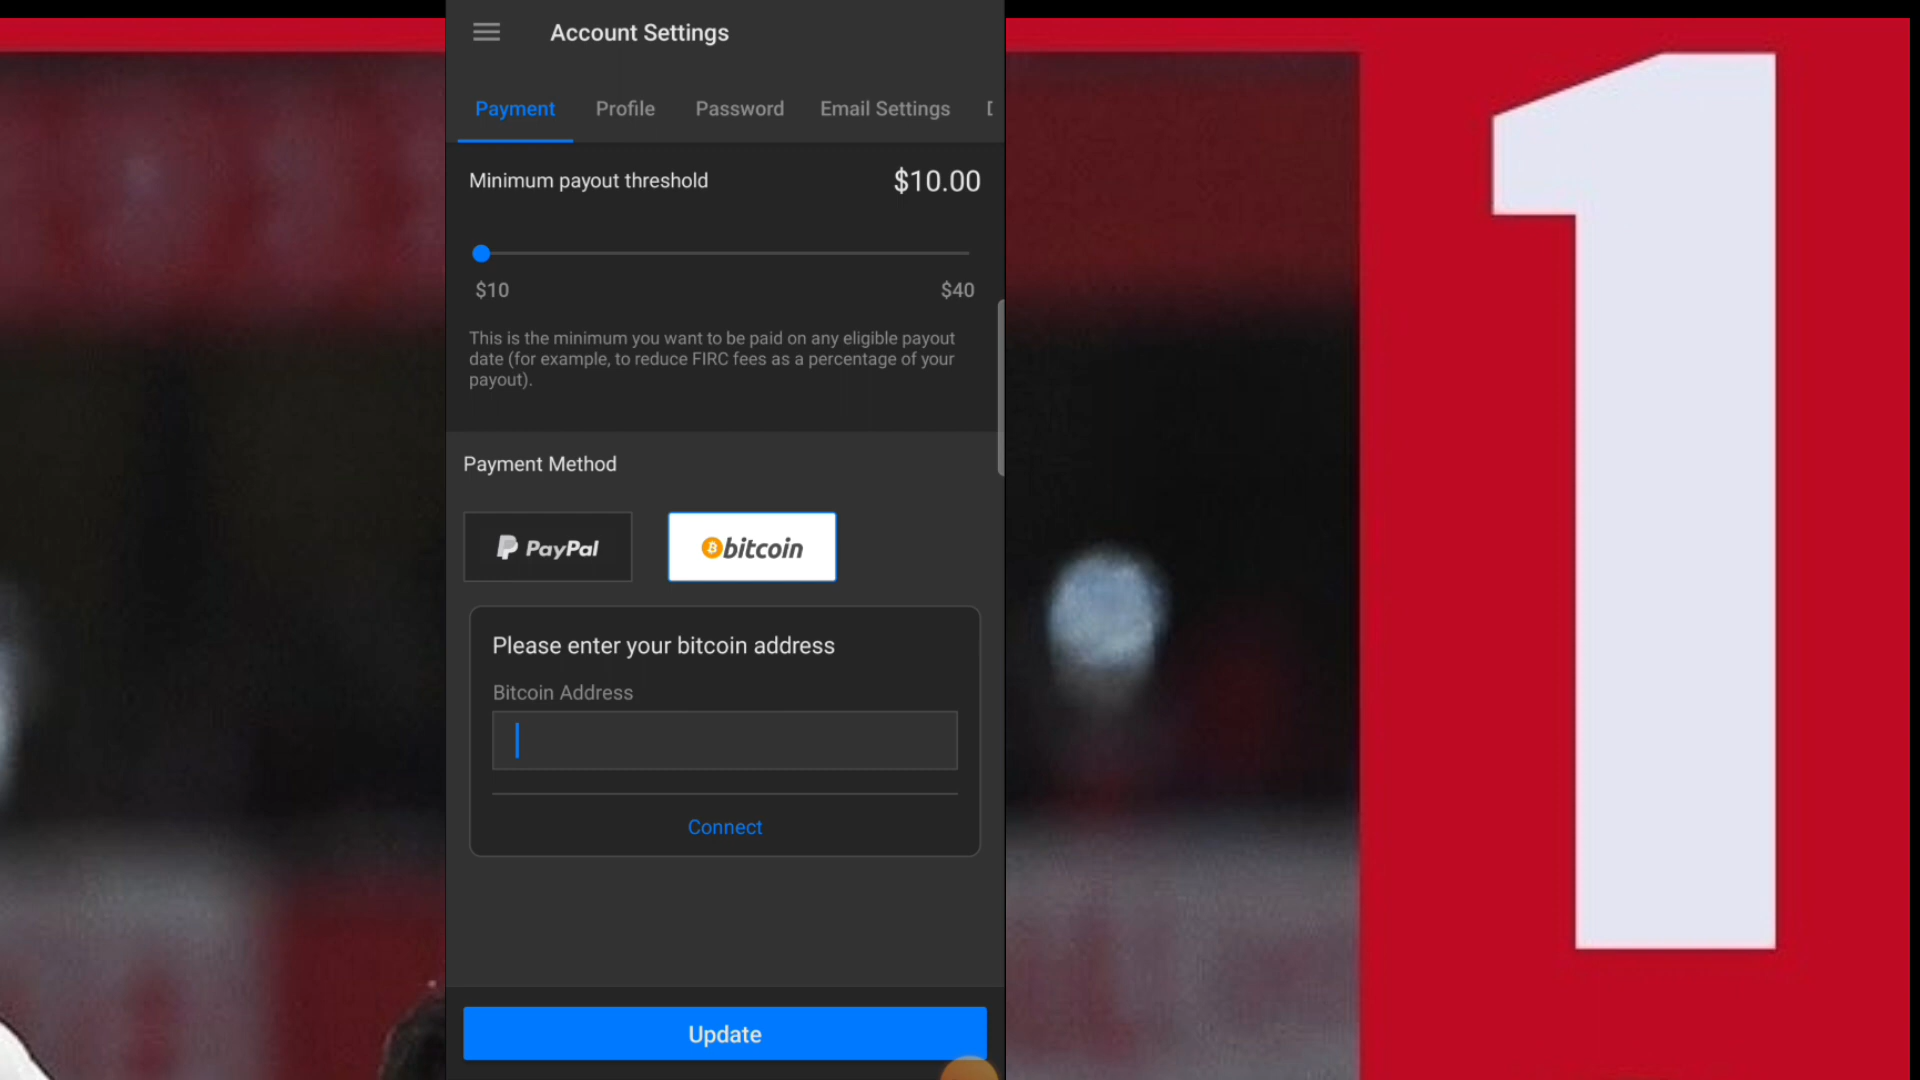 Account Settings
Payment
Profile
Password
Email Settings
Minimum payout threshold
$10.00
$10
$40
This is the minimum you want to be paid on any eligible payout
date (for example, to reduce FIRC fees as a percentage of your
payout).
Payment Method
PayPal
bitcoin
Please enter your bitcoin address
Bitcoin Address
Connect
Update
1